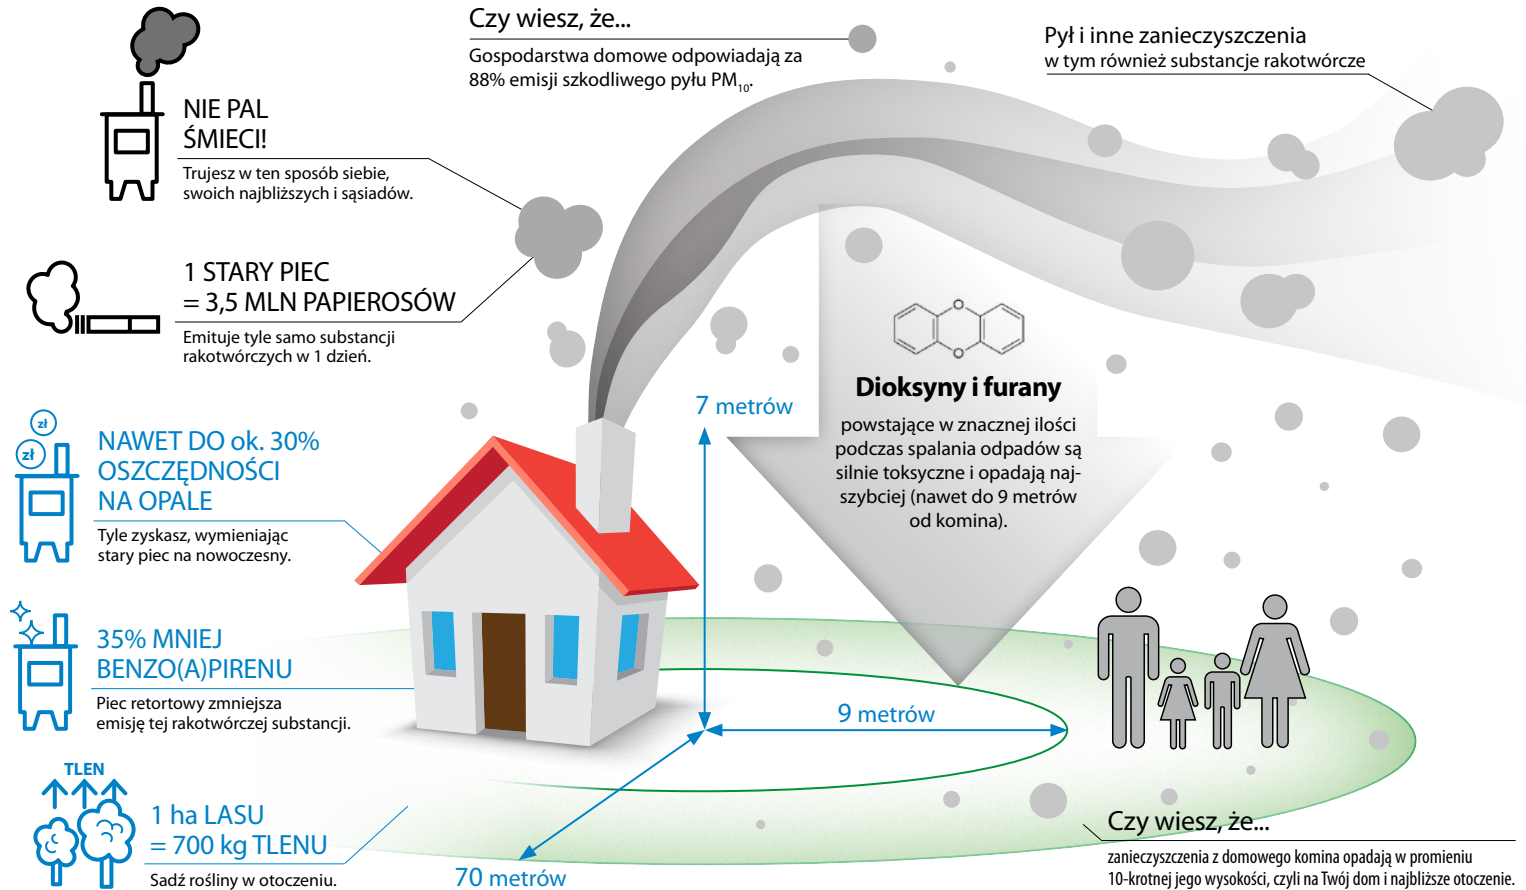 NIE PAL
ŚMIECI!
Trujesz w ten sposób siebie,
swoich najbliższych i sąsiadów.
Czy wiesz, że...
Gospodarstwa domowe odpowiadają za
88% emisji szkodliwego pyłu PM₁₀.
Pył i inne zanieczyszczenia
w tym również substancje rakotwórcze
1 STARY PIEC
= 3,5 MLN PAPIEROSÓW
Emituje tyle samo substancji
rakotwórczych w 1 dzień.
zł
zł
NAWET DO ok. 30%
OSZCZĘDNOŚCI
NA OPALE
Tyle zyskasz, wymieniając
stary piec na nowoczesny.
35% MNIEJ
BENZO(A)PIRENU
Piec retortowy zmniejsza
emisję tej rakotwórczej substancji.
TLEN
1 ha LASU
= 700 kg TLENU
Sadź rośliny w otoczeniu.
7 metrów
O
O
Dioksyny i furany
powstające w znacznej ilości
podczas spalania odpadów są
silnie toksyczne i opadają naj-
szybciej (nawet do 9 metrów
od komina).
9 metrów
70 metrów
Czy wiesz, że...
zanieczyszczenia z domowego komina opadają w promieniu
10-krotnej jego wysokości, czyli na Twój dom i najbliższe otoczenie.